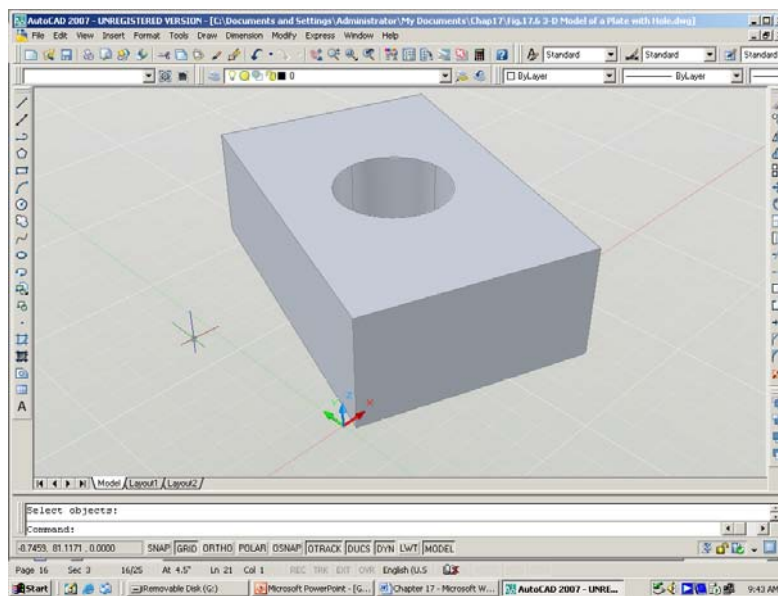 AutoCAD 2007 - UNREGISTERED VERSION - [C:\Documents and Settings\Administrator\My Documents\Chap17\Fig.17.6 3-D Model of a Plate with Hole.dwg]
File Edit View Insert Format Tools Draw Dimension Modify Express Window Help
Standard Standard Standard
0 ByLayer ByLayer
A
Z
Y X
Model Layout1 Layout2
Select objects:
Command:
-8.7459, 81.1171, 0.0000 SNAP GRID ORTHO POLAR OSNAP OTRACK DUCS DYN LWT MODEL
Page 16 Sec 3 16/25 At 4.5" Ln 21 Col 1 REC TRK EXT OVR English (U.S
Start Removable Disk (G:) Microsoft PowerPoint - [G... Chapter 17 - Microsoft W... AutoCAD 2007 - UNRE... 9:43 AM